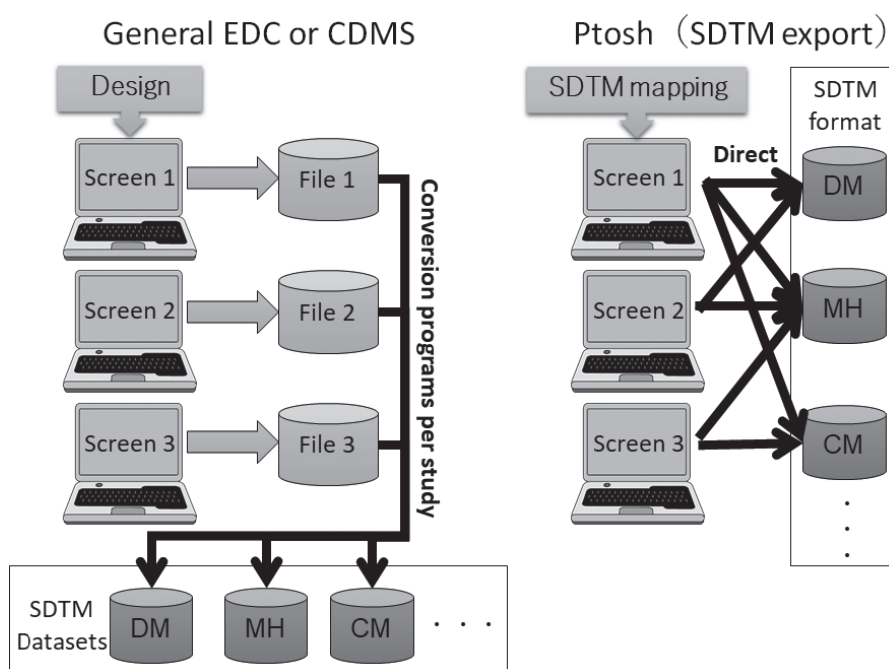 General EDC or CDMS
Design
Screen 1
File 1
Screen 2
File 2
Screen 3
File 3
Conversion programs per study
SDTM
Datasets
DM
MH
CM
· · ·
Ptosh（SDTM export）
SDTM mapping
SDTM
format
Direct
Screen 1
DM
Screen 2
MH
Screen 3
CM